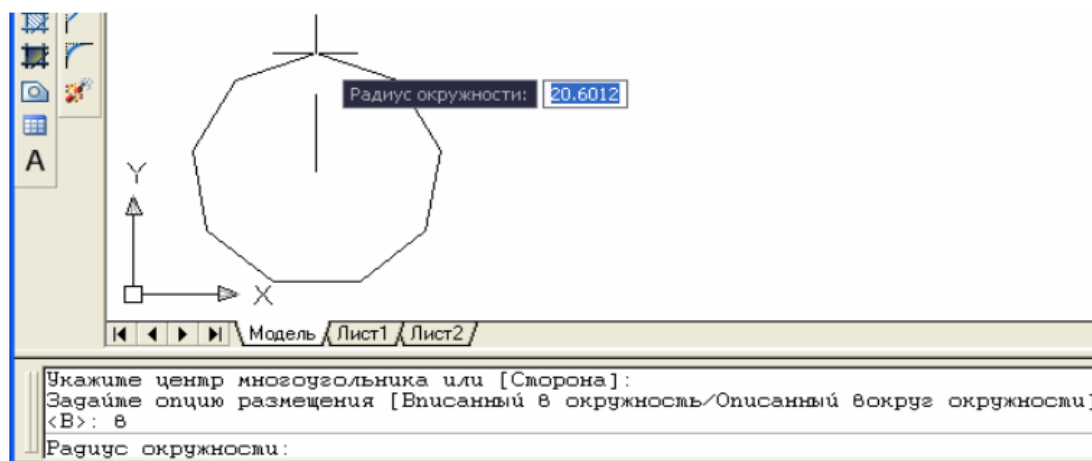 Радиус окружности: 20.6012
A
Y
X
Модель Лист1 Лист2
Укажите центр многоугольника или [Сторона]:
Задайте опцию размещения [Вписанный в окружность/Описанный вокруг окружности]
<В>: в
Радиус окружности: